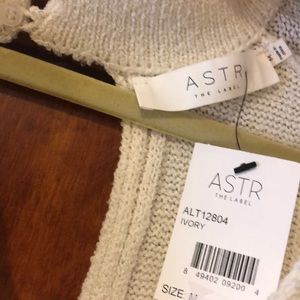 ASTR
THE LABEL
ASTR
THE LABEL
ALT12804
IVORY
8 49402 09200 4
SIZE: